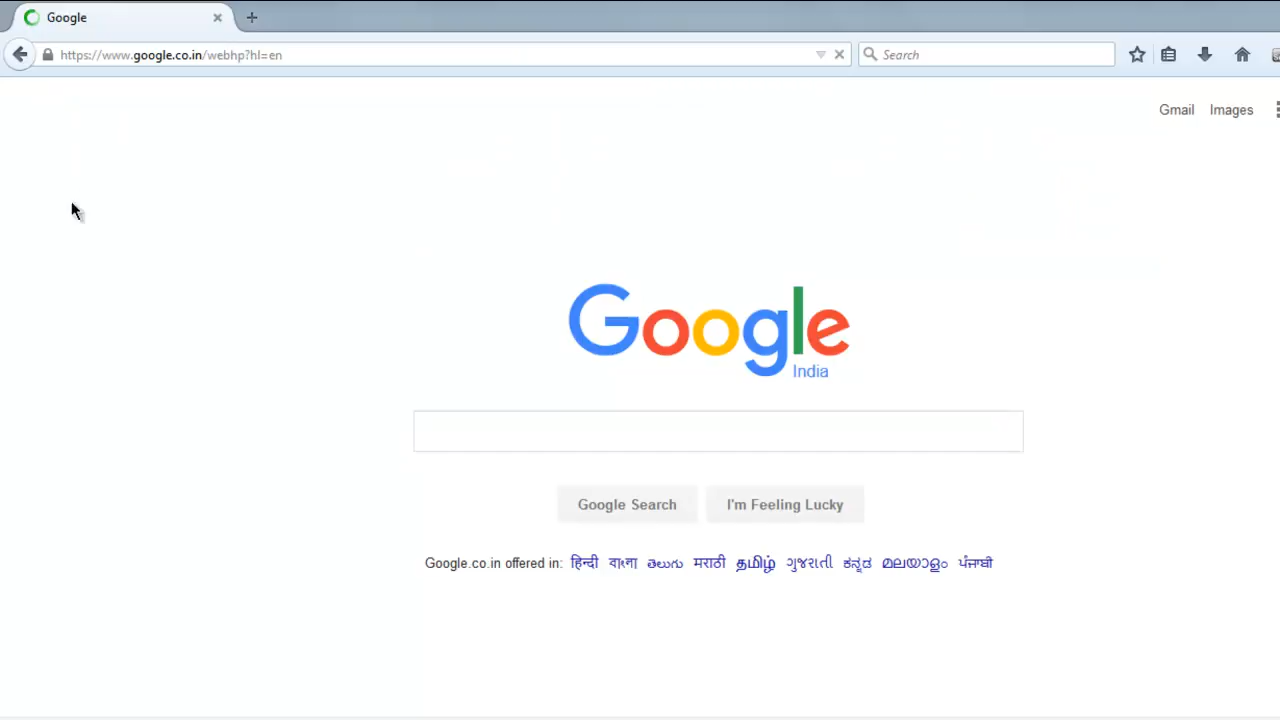 Google
https://www.google.co.in/webhp?hl=en
Search
Gmail Images
Google
India
Google Search I'm Feeling Lucky
Google.co.in offered in: हिन्दी বাংলা తెలుగు मराठी தமிழ் ગુજરાતી ಕನ್ನಡ മലയാളം ਪੰਜਾਬੀ